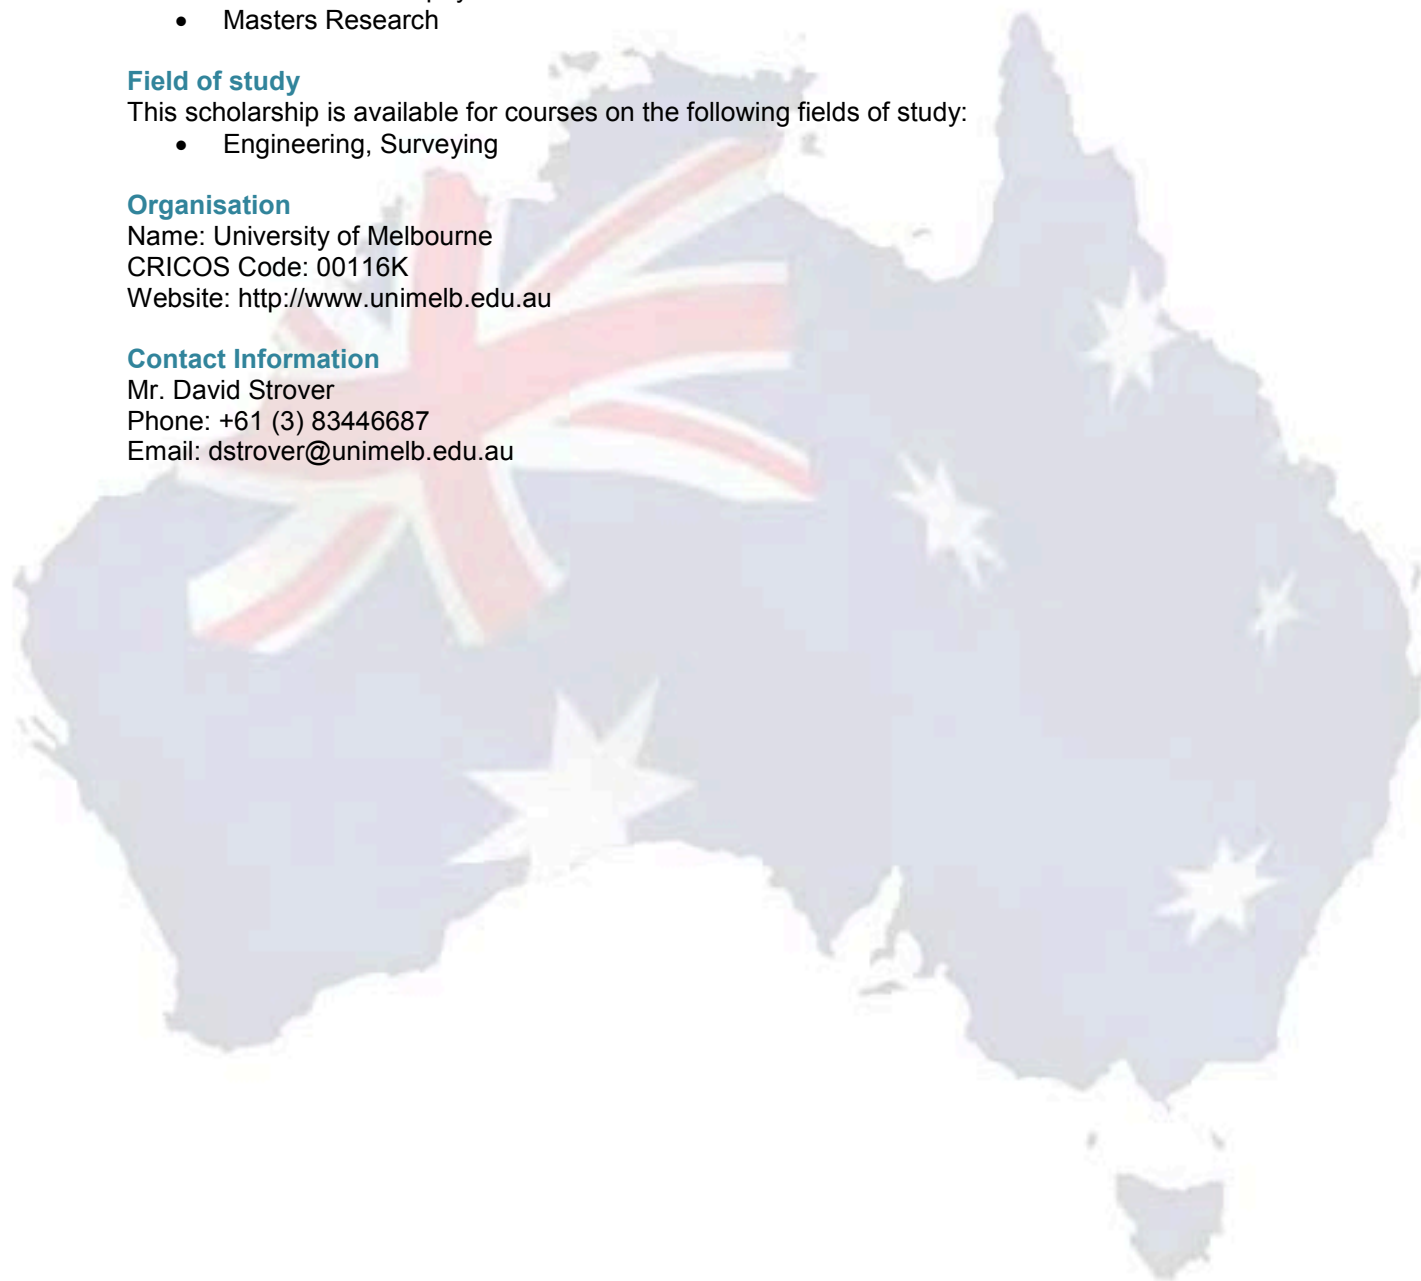 • Masters Research
Field of study
This scholarship is available for courses on the following fields of study:
• Engineering, Surveying
Organisation
Name: University of Melbourne
CRICOS Code: 00116K
Website: http://www.unimelb.edu.au
Contact Information
Mr. David Strover
Phone: +61 (3) 83446687
Email: dstrover@unimelb.edu.au